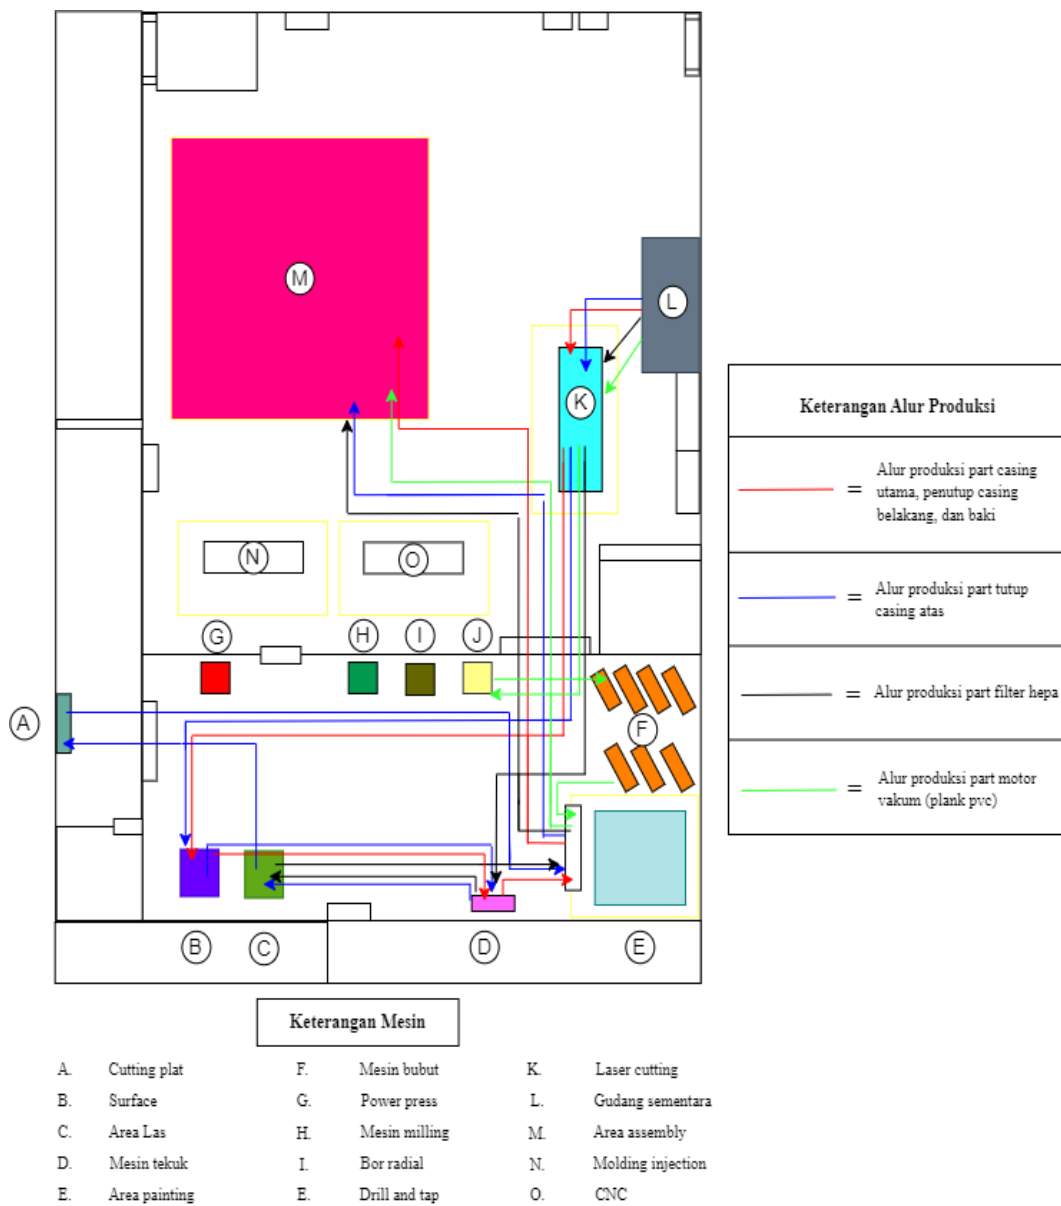 M
L
K
N
O
G
H
I
J
A
F
B
C
D
E
Keterangan Alur Produksi
= Alur produksi part casing
utama, penutup casing
belakang, dan baki
= Alur produksi part tutup
casing atas
= Alur produksi part filter hepa
= Alur produksi part motor
vakum (plank pvc)
Keterangan Mesin
A. Cutting plat
B. Surface
C. Area Las
D. Mesin tekuk
E. Area painting
F. Mesin bubut
G. Power press
H. Mesin milling
I. Bor radial
E. Drill and tap
K. Laser cutting
L. Gudang sementara
M. Area assembly
N. Molding injection
O. CNC